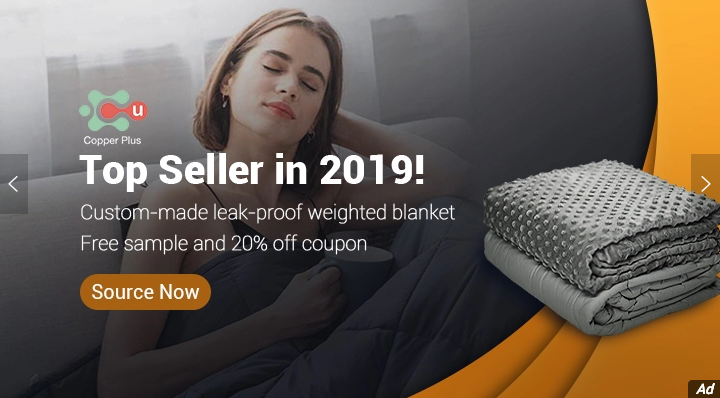 u
Copper Plus
Top Seller in 2019!
Custom-made leak-proof weighted blanket
Free sample and 20% off coupon
Source Now
Ad